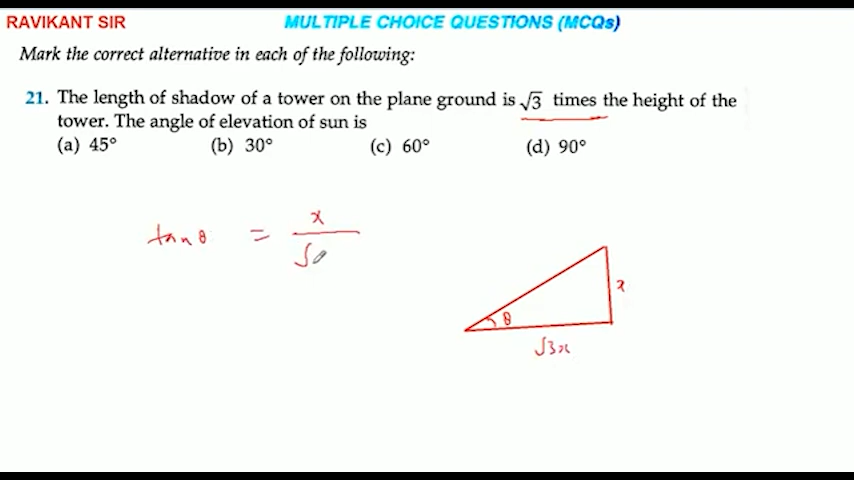 RAVIKANT SIR
MULTIPLE CHOICE QUESTIONS (MCQs)
Mark the correct alternative in each of the following:
21. The length of shadow of a tower on the plane ground is √3 times the height of the
tower. The angle of elevation of sun is
(a) 45° (b) 30° (c) 60° (d) 90°
tan θ = x / √
θ
x
√3x